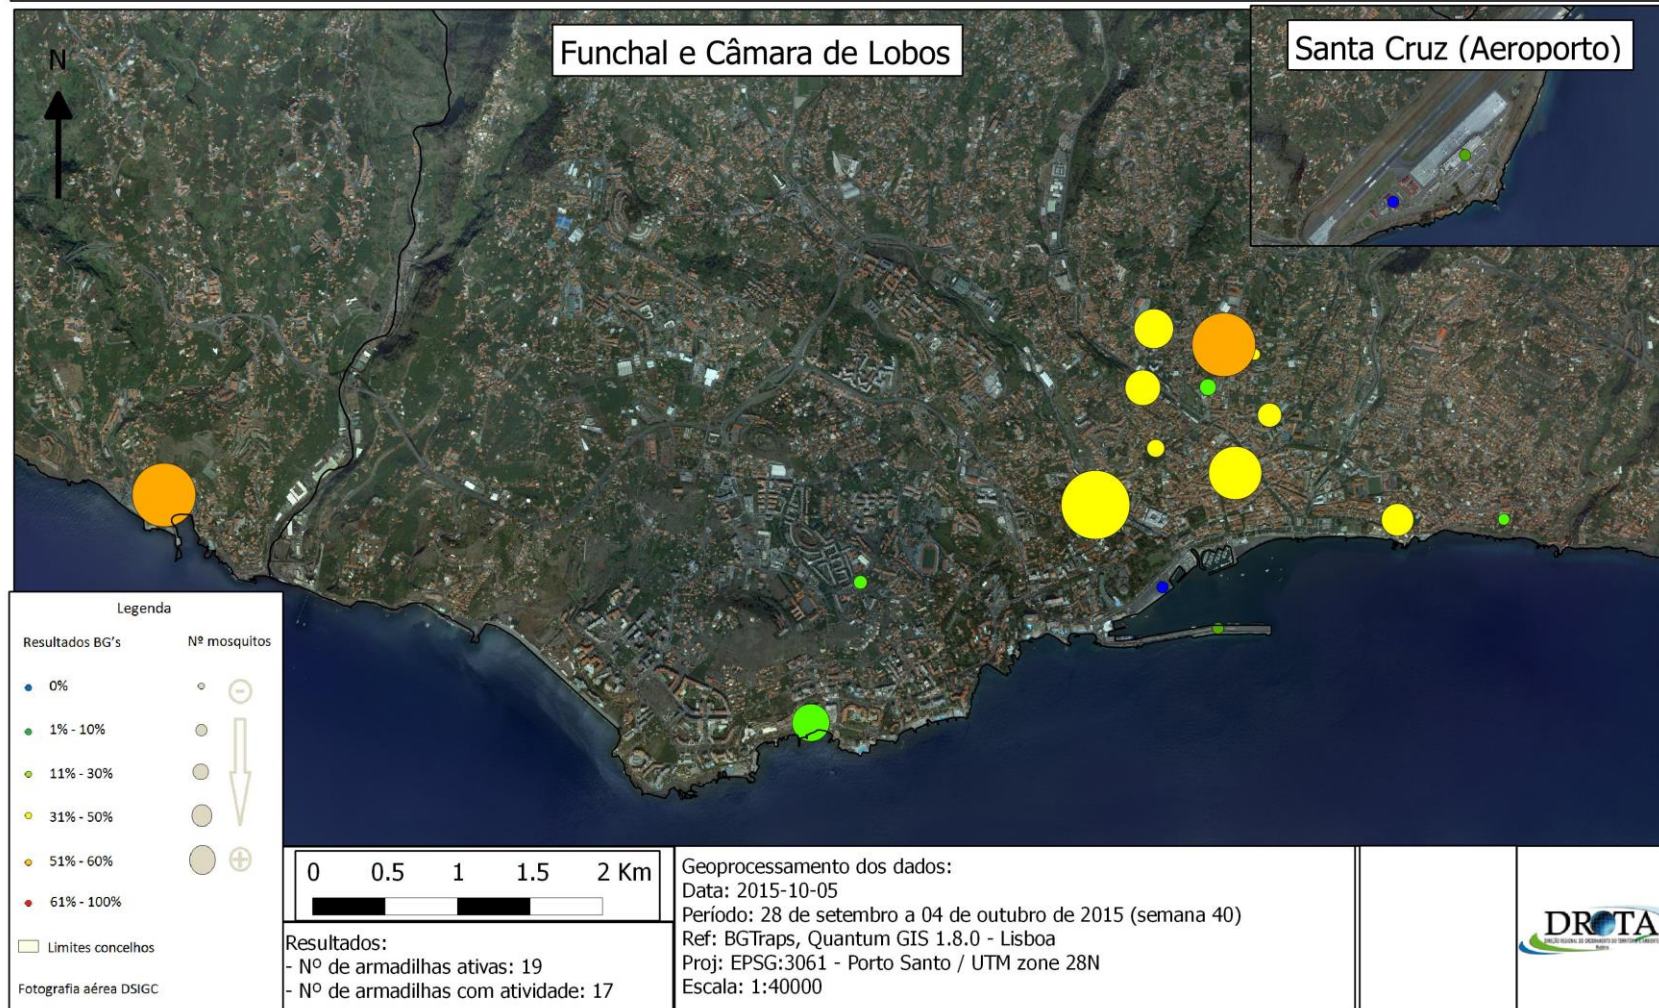 N
Funchal e Câmara de Lobos
Santa Cruz (Aeroporto)
Legenda
Resultados BG's
Nº mosquitos
0%
1% - 10%
11% - 30%
31% - 50%
51% - 60%
61% - 100%
Limites concelhos
Fotografia aérea DSIGC
0 0.5 1 1.5 2 Km
Resultados:
- Nº de armadilhas ativas: 19
- Nº de armadilhas com atividade: 17
Geoprocessamento dos dados:
Data: 2015-10-05
Período: 28 de setembro a 04 de outubro de 2015 (semana 40)
Ref: BGTraps, Quantum GIS 1.8.0 - Lisboa
Proj: EPSG:3061 - Porto Santo / UTM zone 28N
Escala: 1:40000
DROTA